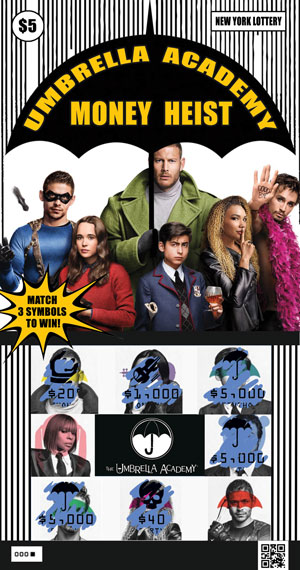 $5
NEW YORK LOTTERY
UMBRELLA ACADEMY
MONEY HEIST
MATCH
3 SYMBOLS
TO WIN!
$20
$1,000
$5,000
THE UMBRELLA ACADEMY
$5,000
$5,000
$40